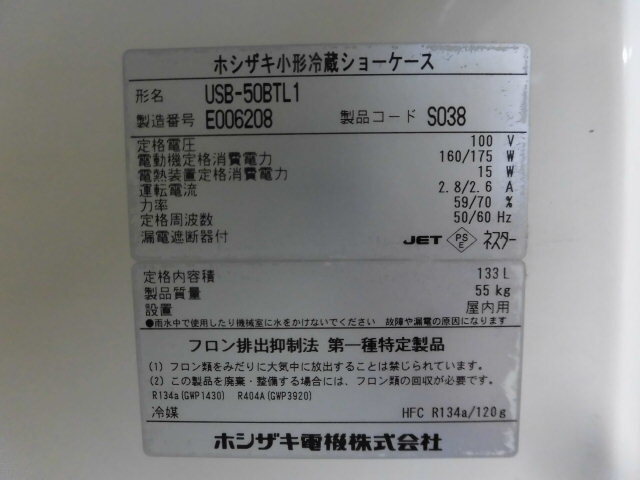 ホシザキ小形冷蔵ショーケース
形名 USB-50BTL1
製造番号 E006208 製品コード S038
定格電圧 100 V
電動機定格消費電力 160/175 W
電熱装置定格消費電力 15 W
運転電流 2.8/2.6 A
力率 59/70 %
定格周波数 50/60 Hz
漏電遮断器付 JET PSE ネスター
定格内容積 133 L
製品質量 55 kg
設置 屋内用
●雨水中で使用したり機械室に水をかけないでください 故障や漏電の原因になります
フロン排出抑制法 第一種特定製品
(1) フロン類をみだりに大気中に放出することは禁じられています。
(2) この製品を廃棄・整備する場合には、フロン類の回収が必要です。
R134a(GWP1430) R404A(GWP3920)
冷媒 HFC R134a/120g
ホシザキ電機株式会社